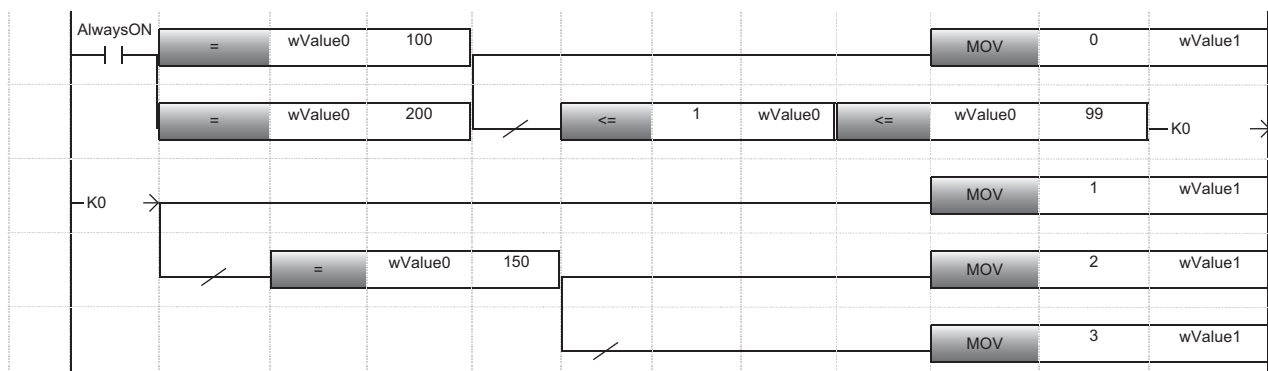 AlwaysON
= wValue0 100 MOV 0 wValue1
= wValue0 200 <= 1 wValue0 <= wValue0 99 K0
K0 MOV 1 wValue1
= wValue0 150 MOV 2 wValue1
MOV 3 wValue1